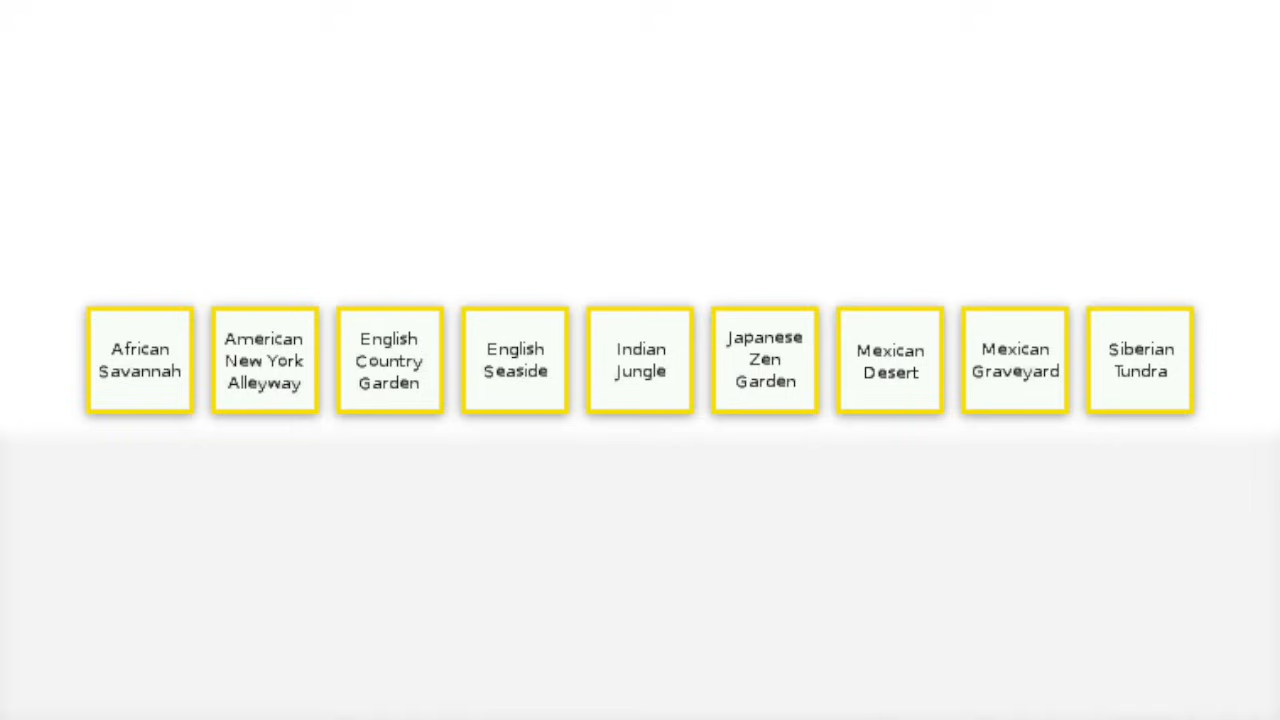 African
Savannah
American
New York
Alleyway
English
Country
Garden
English
Seaside
Indian
Jungle
Japanese
Zen
Garden
Mexican
Desert
Mexican
Graveyard
Siberian
Tundra